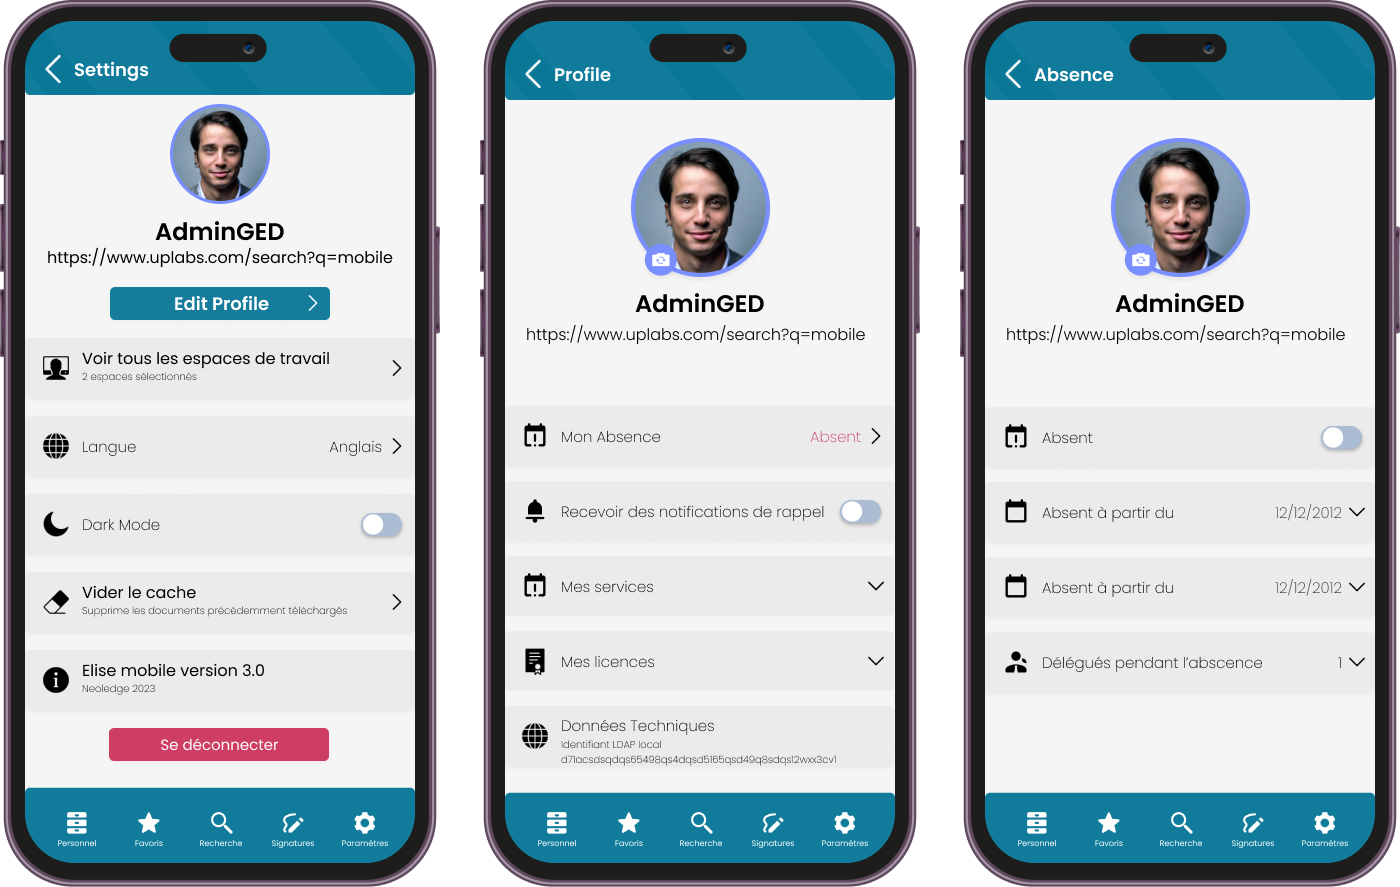 Settings
AdminGED
https://www.uplabs.com/search?q=mobile
Edit Profile
Voir tous les espaces de travail
2 espaces sélectionnés
Langue Anglais
Dark Mode
Vider le cache
Supprime les documents précédemment téléchargés
Elise mobile version 3.0
Neoledge 2023
Se déconnecter
Personnel Favoris Recherche Signatures Paramètres
Profile
AdminGED
https://www.uplabs.com/search?q=mobile
Mon Absence Absent
Recevoir des notifications de rappel
Mes services
Mes licences
Données Techniques
Identifiant LDAP local
d71acsdsqdqs65498qs4dqsd5165qsd49q8sdqs12wxx3cv1
Personnel Favoris Recherche Signatures Paramètres
Absence
AdminGED
https://www.uplabs.com/search?q=mobile
Absent
Absent à partir du 12/12/2012
Absent à partir du 12/12/2012
Délégués pendant l'abscence 1
Personnel Favoris Recherche Signatures Paramètres